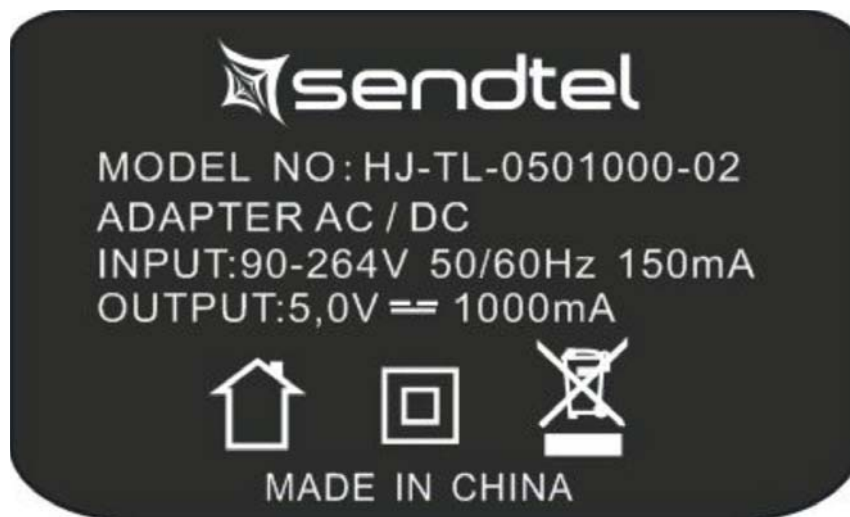 sendtel
MODEL NO: HJ-TL-0501000-02
ADAPTER AC / DC
INPUT:90-264V 50/60Hz 150mA
OUTPUT:5,0V ⎓ 1000mA
MADE IN CHINA